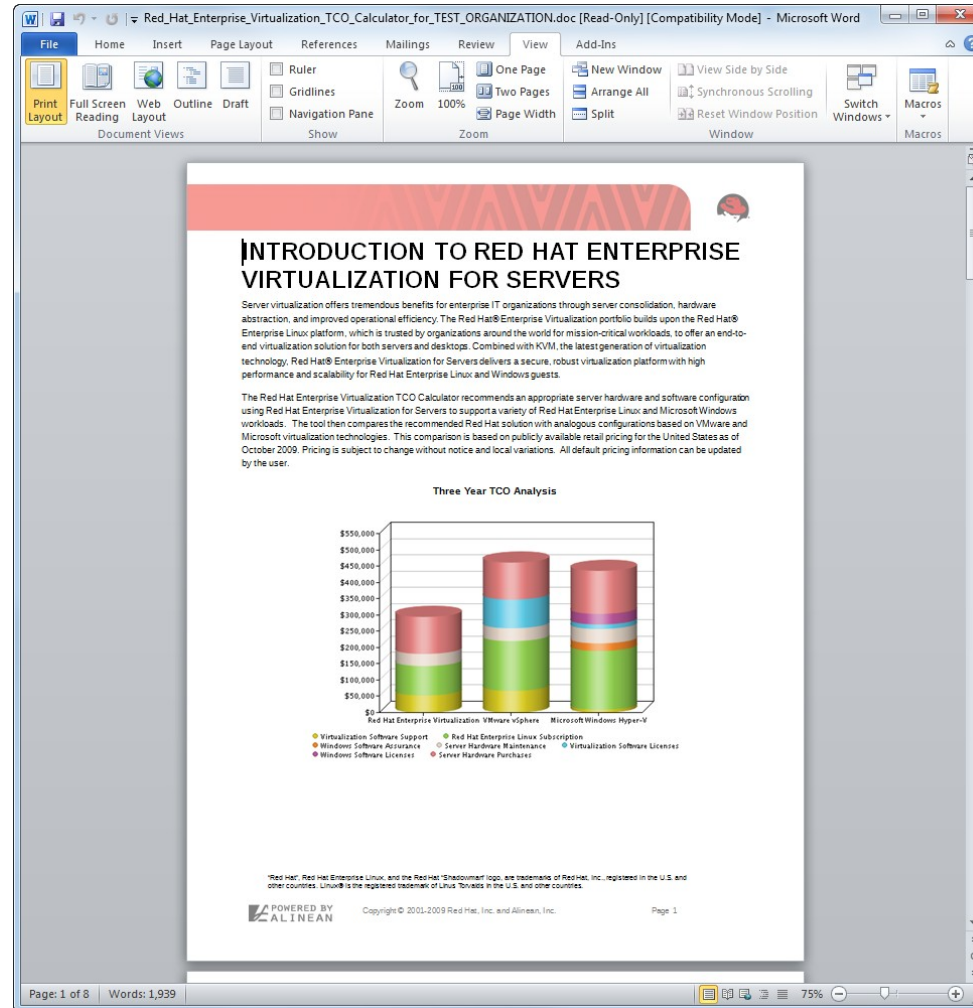 Red_Hat_Enterprise_Virtualization_TCO_Calculator_for_TEST_ORGANIZATION.doc [Read-Only] [Compatibility Mode] - Microsoft Word
File Home Insert Page Layout References Mailings Review View Add-Ins
Print Layout
Full Screen Reading
Web Layout
Outline
Draft
Document Views
Ruler
Gridlines
Navigation Pane
Show
Zoom
100%
One Page
Two Pages
Page Width
Zoom
New Window
Arrange All
Split
View Side by Side
Synchronous Scrolling
Reset Window Position
Window
Switch Windows
Macros
Macros
INTRODUCTION TO RED HAT ENTERPRISE
VIRTUALIZATION FOR SERVERS
Server virtualization offers tremendous benefits for enterprise IT organizations through server consolidation, hardware
abstraction, and improved operational efficiency. The Red Hat® Enterprise Virtualization portfolio builds upon the Red Hat®
Enterprise Linux platform, which is trusted by organizations around the world for mission-critical workloads, to offer an end-to-
end virtualization solution for both servers and desktops. Combined with KVM, the latest generation of virtualization
technology, Red Hat® Enterprise Virtualization for Servers delivers a secure, robust virtualization platform with high
performance and scalability for Red Hat Enterprise Linux and Windows guests.
The Red Hat Enterprise Virtualization TCO Calculator recommends an appropriate server hardware and software configuration
using Red Hat Enterprise Virtualization for Servers to support a variety of Red Hat Enterprise Linux and Microsoft Windows
workloads. The tool then compares the recommended Red Hat solution with analogous configurations based on VMware and
Microsoft virtualization technologies. This comparison is based on publicly available retail pricing for the United States as of
October 2009. Pricing is subject to change without notice and local variations. All default pricing information can be updated
by the user.
Three Year TCO Analysis
$550,000
$500,000
$450,000
$400,000
$350,000
$300,000
$250,000
$200,000
$150,000
$100,000
$50,000
$0
Red Hat Enterprise Virtualization VMware vSphere Microsoft Windows Hyper-V
Virtualization Software Support Red Hat Enterprise Linux Subscription
Windows Software Assurance Server Hardware Maintenance Virtualization Software Licenses
Windows Software Licenses Server Hardware Purchases
"Red Hat", Red Hat Enterprise Linux, and the Red Hat "Shadowman" logo, are trademarks of Red Hat, Inc., registered in the U.S. and
other countries. Linux® is the registered trademark of Linus Torvalds in the U.S. and other countries.
POWERED BY
ALINEAN
Copyright © 2001-2009 Red Hat, Inc. and Alinean, Inc.
Page 1
Page: 1 of 8 Words: 1,939 75%